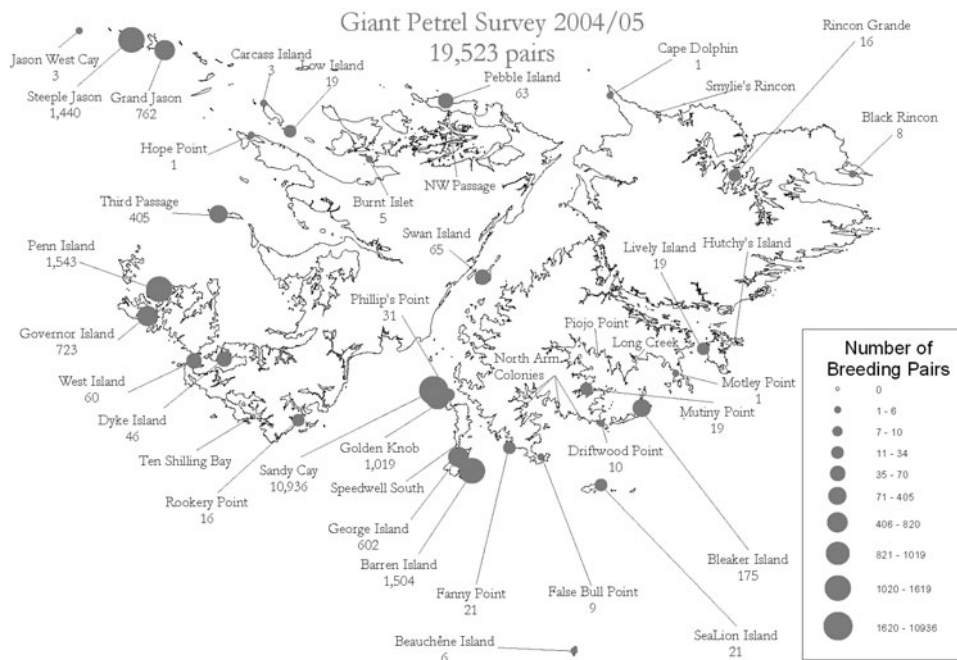 Giant Petrel Survey 2004/05
19,523 pairs
Jason West Cay
3
Steeple Jason
1,440
Grand Jason
762
Carcass Island
3
Low Island
19
Pebble Island
63
Cape Dolphin
1
Smylie's Rincon
Rincon Grande
16
Black Rincon
8
Hope Point
1
Burnt Islet
5
NW Passage
Third Passage
405
Swan Island
65
Lively Island
19
Hutchy's Island
Penn Island
1,543
Governor Island
723
Phillip's Point
31
Piojo Point
Long Creek
North Arm
Colonies
West Island
60
Dyke Island
46
Ten Shilling Bay
Rookery Point
16
Sandy Cay
10,936
Golden Knob
1,019
Speedwell South
George Island
602
Barren Island
1,504
Motley Point
1
Mutiny Point
19
Driftwood Point
10
Bleaker Island
175
Fanny Point
21
False Bull Point
9
SeaLion Island
21
Beauchêne Island
6
Number of
Breeding Pairs
0
1 - 6
7 - 10
11 - 34
35 - 70
71 - 405
406 - 820
821 - 1019
1020 - 1619
1620 - 10936